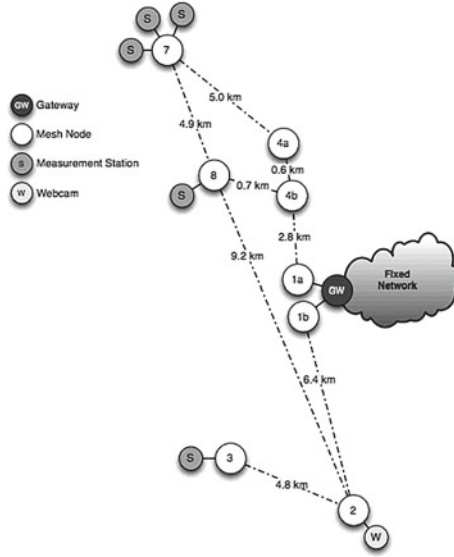 S
S
S
7
GW Gateway
Mesh Node
S Measurement Station
W Webcam
5.0 km
4.9 km
4a
0.6 km
8
0.7 km
4b
S
2.8 km
9.2 km
1a
GW
Fixed
Network
1b
6.4 km
S
3
4.8 km
2
W